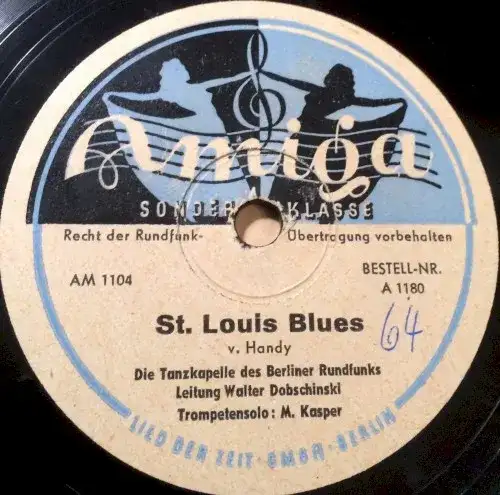 Amiga
SONDER KLASSE
Recht der Rundfunk- Übertragung vorbehalten
AM 1104
BESTELL-NR.
A 1180
St. Louis Blues
64
v. Handy
Die Tanzkapelle des Berliner Rundfunks
Leitung Walter Dobschinski
Trompetensolo: M. Kasper
LIED DER ZEIT · GMBH · BERLIN